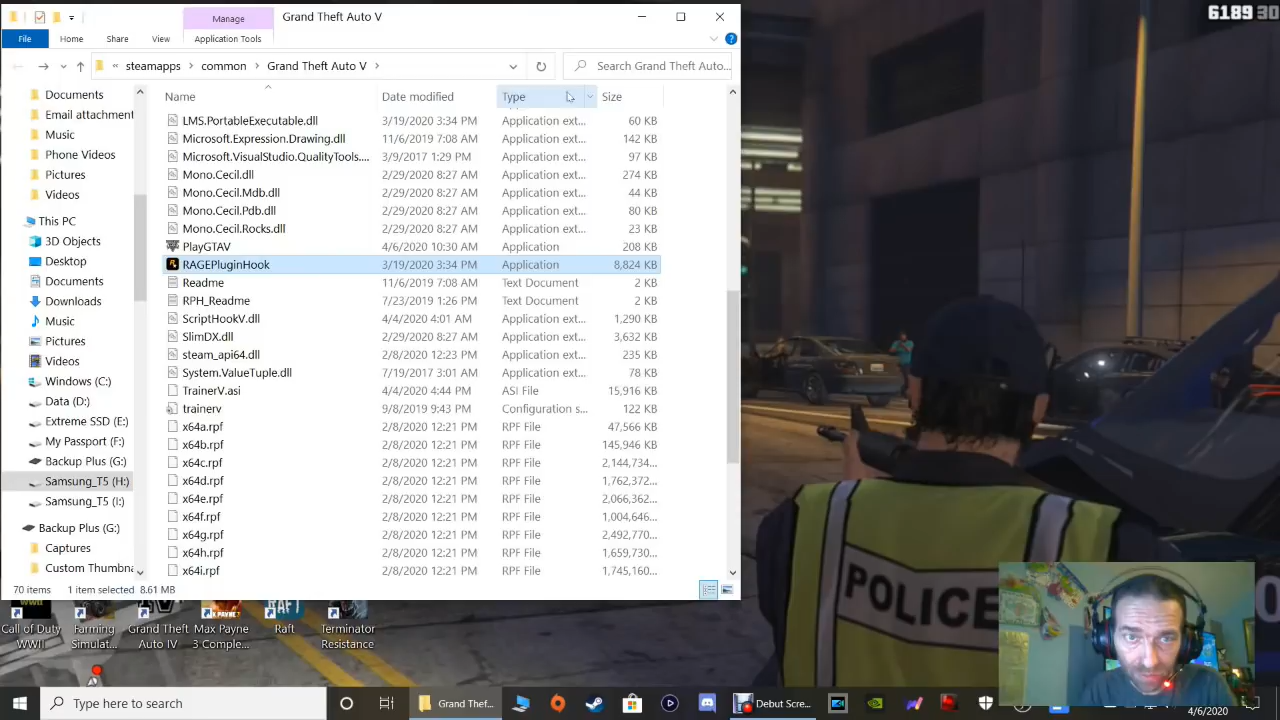 Manage
Grand Theft Auto V
File
Home
Share
View
Application Tools
« steamapps > common > Grand Theft Auto V >
Search Grand Theft Auto...
6189 30
Documents
Email attachment
Music
Phone Videos
Pictures
Videos
This PC
3D Objects
Desktop
Documents
Downloads
Music
Pictures
Videos
Windows (C:)
Data (D:)
Extreme SSD (E:)
My Passport (F:)
Backup Plus (G:)
Samsung_T5 (H:)
Samsung_T5 (I:)
Backup Plus (G:)
Captures
Custom Thumbna
Name Date modified Type Size
LMS.PortableExecutable.dll 3/19/2020 3:34 PM Application ext... 60 KB
Microsoft.Expression.Drawing.dll 11/6/2019 7:08 AM Application ext... 142 KB
Microsoft.VisualStudio.QualityTools.... 3/9/2017 1:29 PM Application ext... 97 KB
Mono.Cecil.dll 2/29/2020 8:27 AM Application ext... 274 KB
Mono.Cecil.Mdb.dll 2/29/2020 8:27 AM Application ext... 44 KB
Mono.Cecil.Pdb.dll 2/29/2020 8:27 AM Application ext... 80 KB
Mono.Cecil.Rocks.dll 2/29/2020 8:27 AM Application ext... 23 KB
PlayGTAV 4/6/2020 10:30 AM Application 208 KB
RAGEPluginHook 3/19/2020 3:34 PM Application 8,824 KB
Readme 11/6/2019 7:08 AM Text Document 2 KB
RPH_Readme 7/23/2019 1:26 PM Text Document 2 KB
ScriptHookV.dll 4/4/2020 4:01 AM Application ext... 1,290 KB
SlimDX.dll 2/29/2020 8:27 AM Application ext... 3,632 KB
steam_api64.dll 2/8/2020 12:23 PM Application ext... 235 KB
System.ValueTuple.dll 7/19/2017 3:01 AM Application ext... 78 KB
TrainerV.asi 4/4/2020 4:44 PM ASI File 15,916 KB
trainerv 9/8/2019 9:43 PM Configuration s... 122 KB
x64a.rpf 2/8/2020 12:21 PM RPF File 47,566 KB
x64b.rpf 2/8/2020 12:21 PM RPF File 145,946 KB
x64c.rpf 2/8/2020 12:21 PM RPF File 2,144,734...
x64d.rpf 2/8/2020 12:21 PM RPF File 1,762,372...
x64e.rpf 2/8/2020 12:21 PM RPF File 2,066,362...
x64f.rpf 2/8/2020 12:21 PM RPF File 1,004,646...
x64g.rpf 2/8/2020 12:21 PM RPF File 2,492,770...
x64h.rpf 2/8/2020 12:21 PM RPF File 1,659,730...
x64i.rpf 2/8/2020 12:21 PM RPF File 1,745,160...
70 items 1 item selected 8.61 MB
POLICE
Call of Duty WWII
Farming Simulat...
Grand Theft Auto IV
Max Payne 3 Comple...
Raft
Terminator Resistance
Type here to search
Grand Thef...
Debut Scre...
4/6/2020